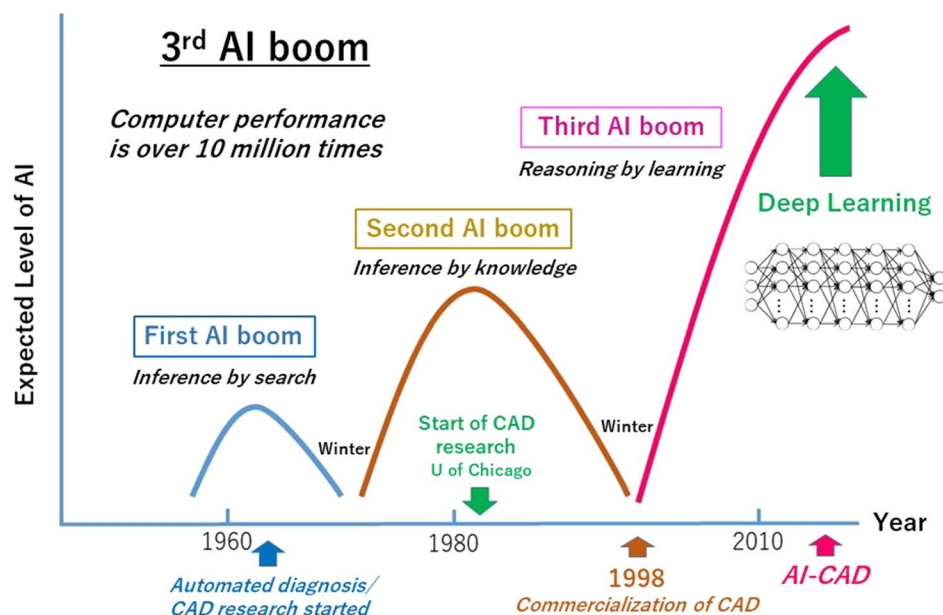 3rd AI boom
Computer performance
is over 10 million times
Third AI boom
Reasoning by learning
Deep Learning
Second AI boom
Inference by knowledge
First AI boom
Inference by search
Expected Level of AI
Winter
Start of CAD
research
U of Chicago
Winter
1960
1980
2010
Year
Automated diagnosis/
CAD research started
1998
Commercialization of CAD
AI-CAD